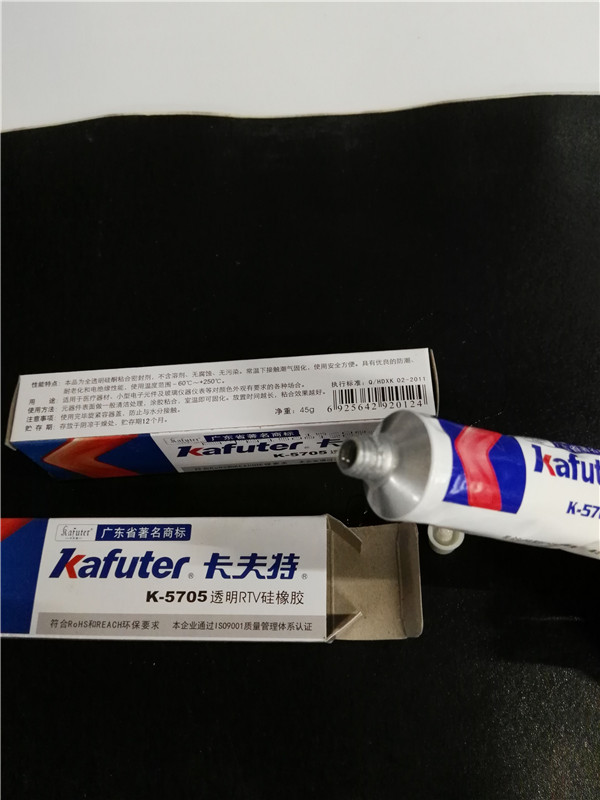 性能特点：本品为全透明硅酮粘合密封剂，不含溶剂、无腐蚀、无污染。常温下接触潮气固化，使用安全方便。具有优良的防潮、
耐老化和电绝缘性能。使用温度范围－60℃～+250℃。
用　途：适用于医疗器材、小型电子元件及玻璃仪器仪表等对颜色外观有要求的各种场合。
使用方法：元器件表面做一般清洁处理，涂胶粘合，室温即可固化。放置时间越长，粘合效果越好。
注意事项：使用完毕旋紧容器盖，防止与水分接触。
贮 存 期：存放于阴凉干燥处，贮存期12个月。
执行标准：Q/HDXK 02-2011
净重：45g
6 925642 920124
Kafuter
广东省著名商标
Kafuter 卡
K-5705 透
Kafuter
K-57
Kafuter
广东省著名商标
Kafuter® 卡夫特®
K-5705 透明RTV硅橡胶
符合RoHS和REACH环保要求 本企业通过ISO9001质量管理体系认证